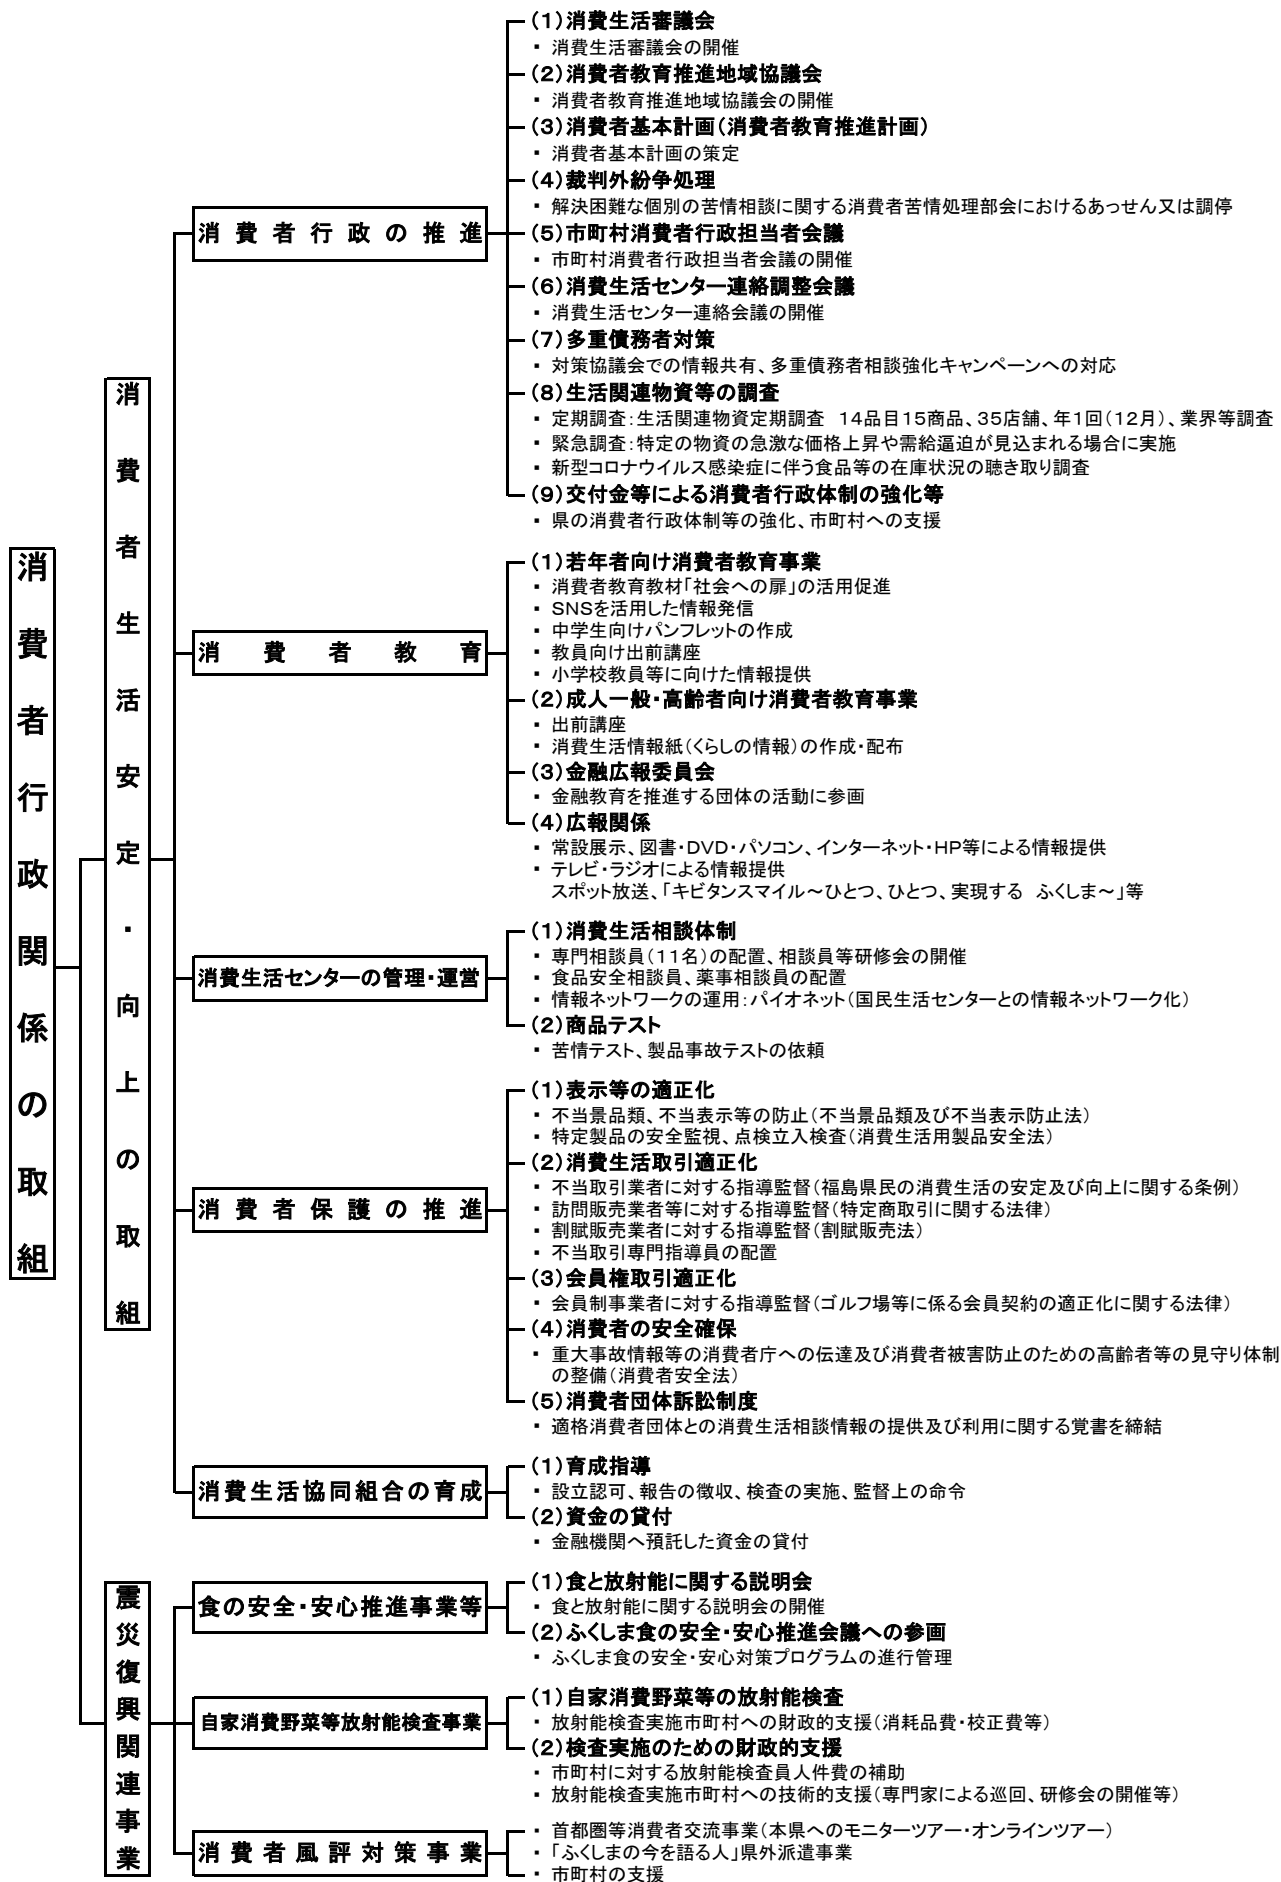 消費者行政関係の取組
消費者生活安定・向上の取組
消費者行政の推進
(1)消費生活審議会
▪ 消費生活審議会の開催
(2)消費者教育推進地域協議会
▪ 消費者教育推進地域協議会の開催
(3)消費者基本計画(消費者教育推進計画)
▪ 消費者基本計画の策定
(4)裁判外紛争処理
▪ 解決困難な個別の苦情相談に関する消費者苦情処理部会におけるあっせん又は調停
(5)市町村消費者行政担当者会議
▪ 市町村消費者行政担当者会議の開催
(6)消費生活センター連絡調整会議
▪ 消費生活センター連絡会議の開催
(7)多重債務者対策
▪ 対策協議会での情報共有、多重債務者相談強化キャンペーンへの対応
(8)生活関連物資等の調査
▪ 定期調査:生活関連物資定期調査 14品目15商品、35店舗、年1回(12月)、業界等調査
▪ 緊急調査:特定の物資の急激な価格上昇や需給逼迫が見込まれる場合に実施
▪ 新型コロナウイルス感染症に伴う食品等の在庫状況の聴き取り調査
(9)交付金等による消費者行政体制の強化等
▪ 県の消費者行政体制等の強化、市町村への支援
消費者教育
(1)若年者向け消費者教育事業
▪ 消費者教育教材「社会への扉」の活用促進
▪ SNSを活用した情報発信
▪ 中学生向けパンフレットの作成
▪ 教員向け出前講座
▪ 小学校教員等に向けた情報提供
(2)成人一般・高齢者向け消費者教育事業
▪ 出前講座
▪ 消費生活情報紙(くらしの情報)の作成・配布
(3)金融広報委員会
▪ 金融教育を推進する団体の活動に参画
(4)広報関係
▪ 常設展示、図書・DVD・パソコン、インターネット・HP等による情報提供
▪ テレビ・ラジオによる情報提供
スポット放送、「キビタンスマイル~ひとつ、ひとつ、実現する ふくしま~」等
消費生活センターの管理・運営
(1)消費生活相談体制
▪ 専門相談員(11名)の配置、相談員等研修会の開催
▪ 食品安全相談員、薬事相談員の配置
▪ 情報ネットワークの運用:パイオネット(国民生活センターとの情報ネットワーク化)
(2)商品テスト
▪ 苦情テスト、製品事故テストの依頼
消費者保護の推進
(1)表示等の適正化
▪ 不当景品類、不当表示等の防止(不当景品類及び不当表示防止法)
▪ 特定製品の安全監視、点検立入検査(消費生活用製品安全法)
(2)消費生活取引適正化
▪ 不当取引業者に対する指導監督(福島県民の消費生活の安定及び向上に関する条例)
▪ 訪問販売業者等に対する指導監督(特定商取引に関する法律)
▪ 割賦販売業者に対する指導監督(割賦販売法)
▪ 不当取引専門指導員の配置
(3)会員権取引適正化
▪ 会員制事業者に対する指導監督(ゴルフ場等に係る会員契約の適正化に関する法律)
(4)消費者の安全確保
▪ 重大事故情報等の消費者庁への伝達及び消費者被害防止のための高齢者等の見守り体制
の整備(消費者安全法)
(5)消費者団体訴訟制度
▪ 適格消費者団体との消費生活相談情報の提供及び利用に関する覚書を締結
消費生活協同組合の育成
(1)育成指導
▪ 設立認可、報告の徴収、検査の実施、監督上の命令
(2)資金の貸付
▪ 金融機関へ預託した資金の貸付
震災復興関連事業
食の安全・安心推進事業等
(1)食と放射能に関する説明会
▪ 食と放射能に関する説明会の開催
(2)ふくしま食の安全・安心推進会議への参画
▪ ふくしま食の安全・安心対策プログラムの進行管理
自家消費野菜等放射能検査事業
(1)自家消費野菜等の放射能検査
▪ 放射能検査実施市町村への財政的支援(消耗品費・校正費等)
(2)検査実施のための財政的支援
▪ 市町村に対する放射能検査員人件費の補助
▪ 放射能検査実施市町村への技術的支援(専門家による巡回、研修会の開催等)
消費者風評対策事業
▪ 首都圏等消費者交流事業(本県へのモニターツアー・オンラインツアー)
▪ 「ふくしまの今を語る人」県外派遣事業
▪ 市町村の支援